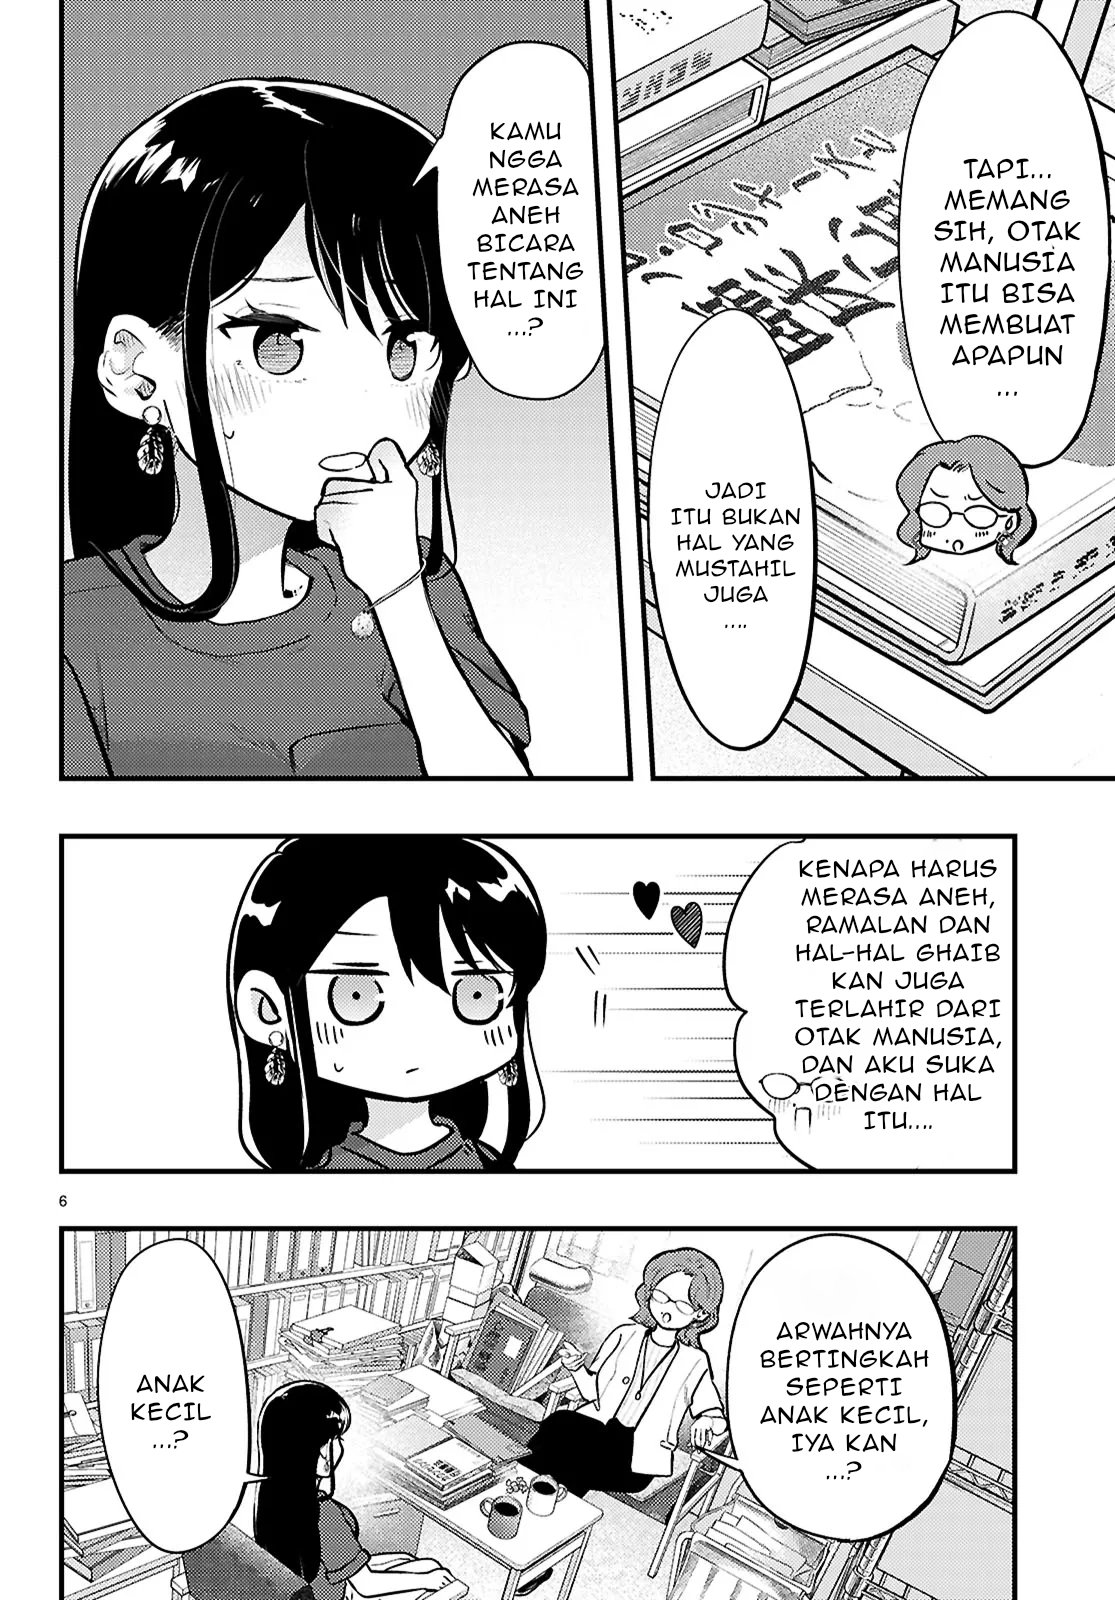 TAPI...
MEMANG
SIH, OTAK
MANUSIA
ITU BISA
MEMBUAT
APAPUN
...
JADI
ITU BUKAN
HAL YANG
MUSTAHIL
JUGA
....
KAMU
NGGA
MERASA
ANEH
BICARA
TENTANG
HAL INI
...?
KENAPA HARUS
MERASA ANEH,
RAMALAN DAN
HAL-HAL GHAIB
KAN JUGA
TERLAHIR DARI
OTAK MANUSIA,
DAN AKU SUKA
DENGAN HAL
ITU....
6
ARWAHNYA
BERTINGKAH
SEPERTI
ANAK KECIL,
IYA KAN
...?
ANAK
KECIL
...?